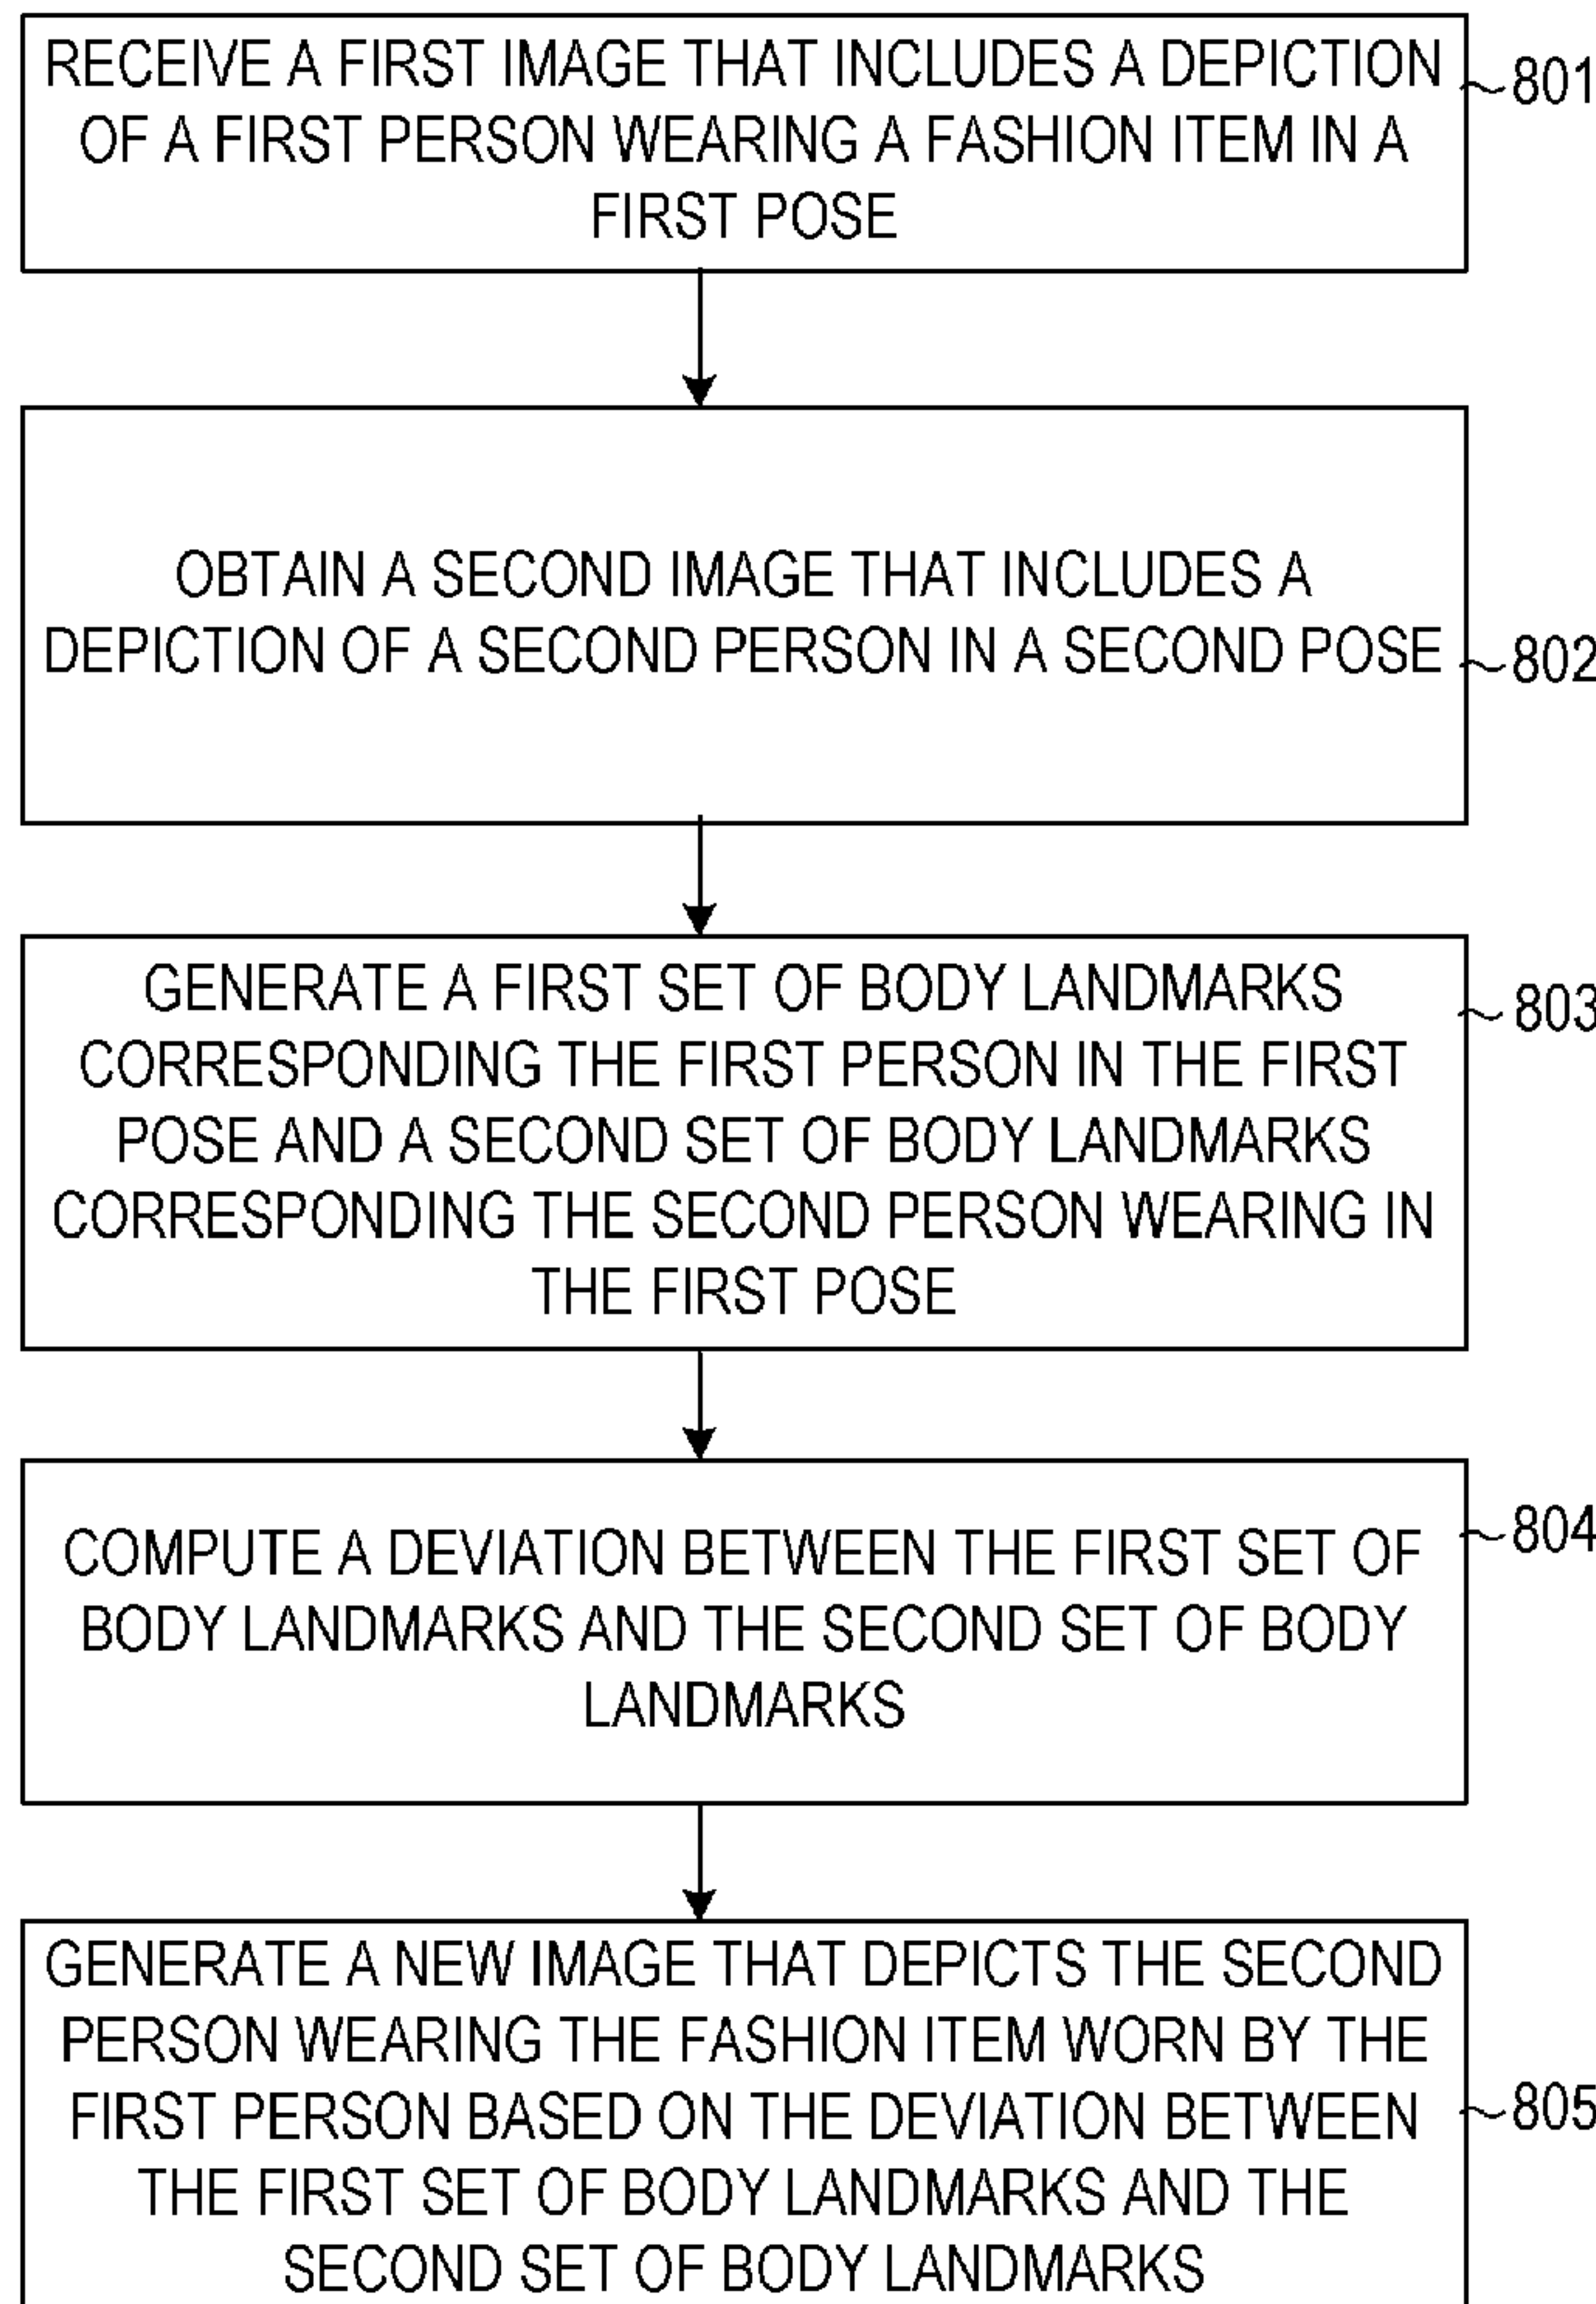 RECEIVE A FIRST IMAGE THAT INCLUDES A DEPICTION
OF A FIRST PERSON WEARING A FASHION ITEM IN A
FIRST POSE
801
OBTAIN A SECOND IMAGE THAT INCLUDES A
DEPICTION OF A SECOND PERSON IN A SECOND POSE
802
GENERATE A FIRST SET OF BODY LANDMARKS
CORRESPONDING THE FIRST PERSON IN THE FIRST
POSE AND A SECOND SET OF BODY LANDMARKS
CORRESPONDING THE SECOND PERSON WEARING IN
THE FIRST POSE
803
COMPUTE A DEVIATION BETWEEN THE FIRST SET OF
BODY LANDMARKS AND THE SECOND SET OF BODY
LANDMARKS
804
GENERATE A NEW IMAGE THAT DEPICTS THE SECOND
PERSON WEARING THE FASHION ITEM WORN BY THE
FIRST PERSON BASED ON THE DEVIATION BETWEEN
THE FIRST SET OF BODY LANDMARKS AND THE
SECOND SET OF BODY LANDMARKS
805